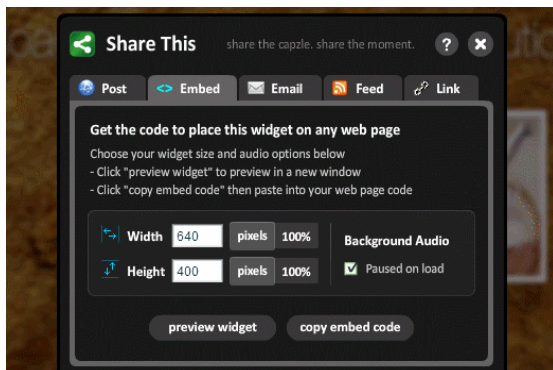 Share This
share the capzle. share the moment.
?
Post
<> Embed
Email
Feed
Link
Get the code to place this widget on any web page
Choose your widget size and audio options below
- Click "preview widget" to preview in a new window
- Click "copy embed code" then paste into your web page code
Width 640 pixels 100%
Background Audio
Height 400 pixels 100%
Paused on load
preview widget
copy embed code